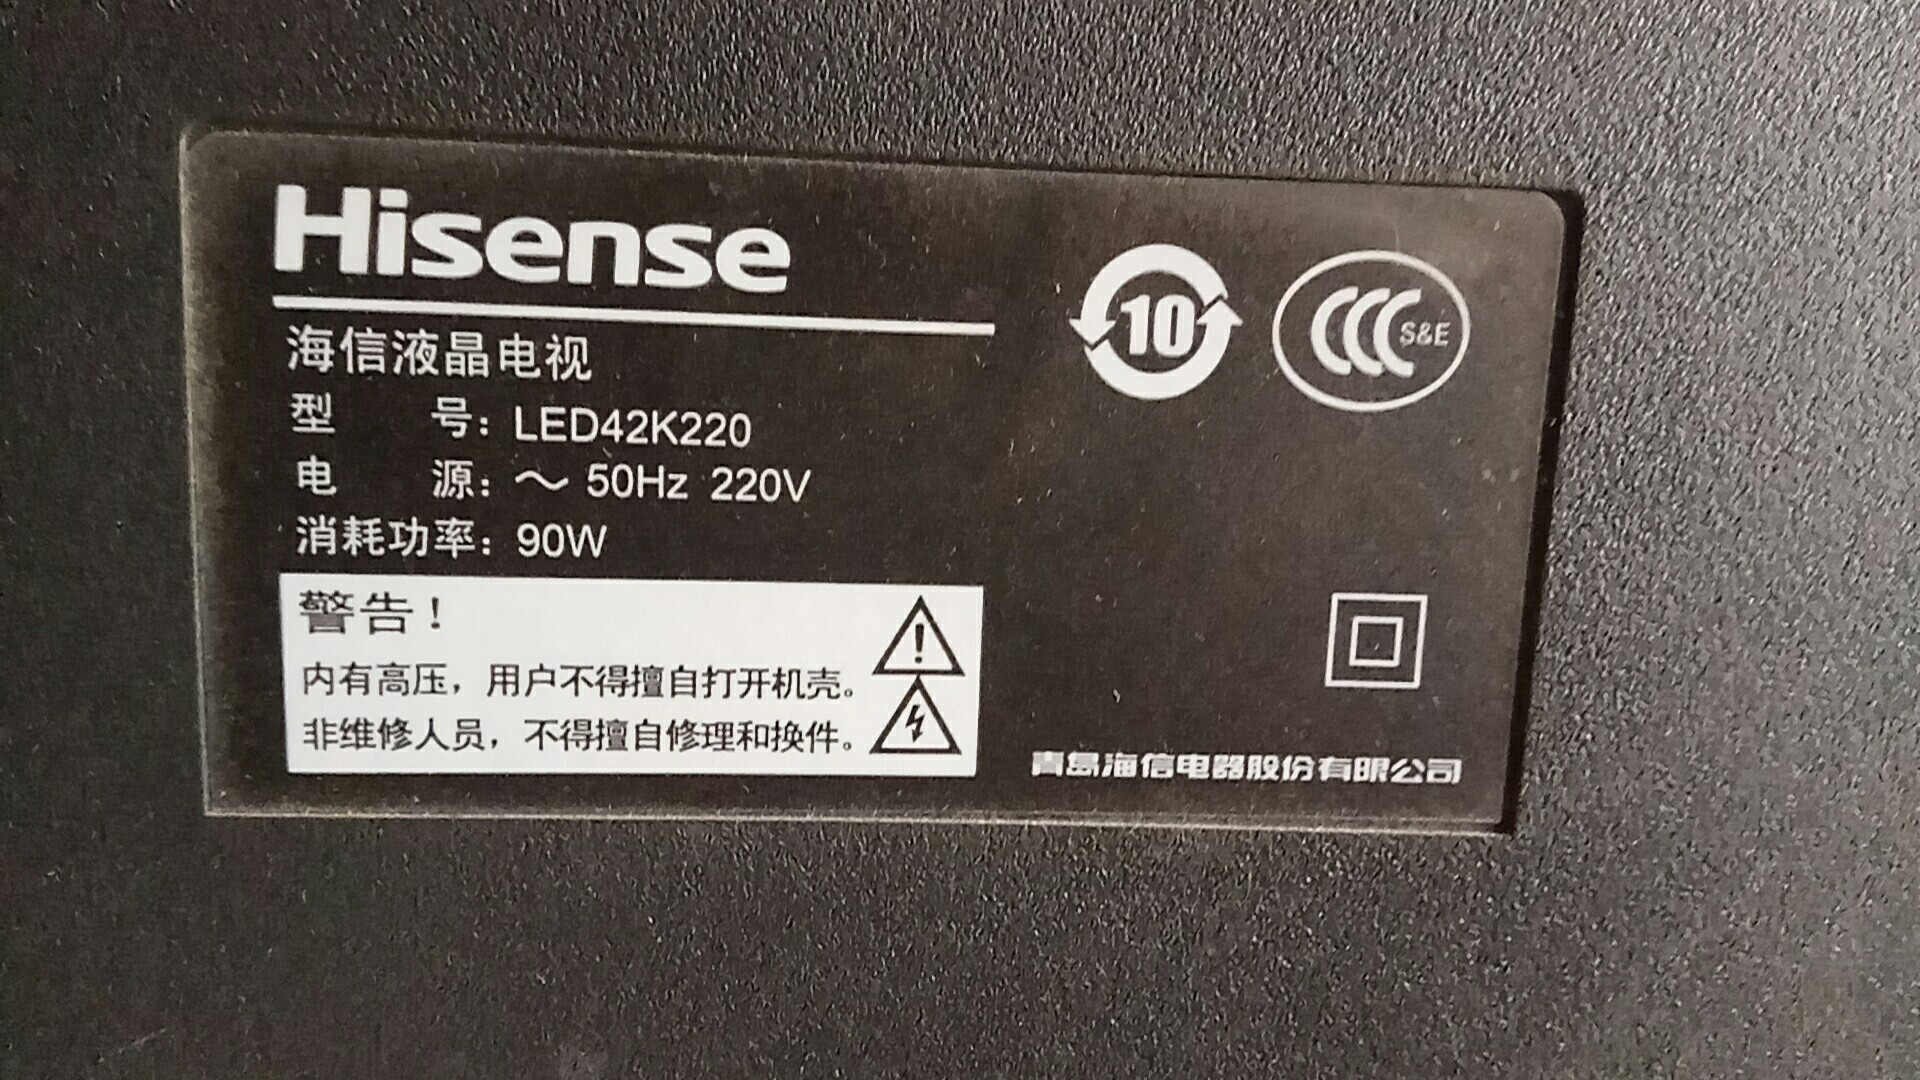 Hisense
海信液晶电视
型 号: LED42K220
电 源: ～ 50Hz 220V
消耗功率: 90W
警告!
内有高压，用户不得擅自打开机壳。
非维修人员，不得擅自修理和换件。
10
CCC S&E
青岛海信电器股份有限公司